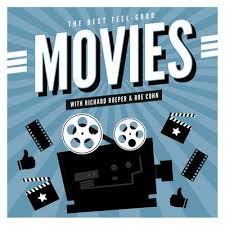 THE BEST FEEL-GOOD
MOVIES
WITH RICHARD ROEPER & ROE CONN